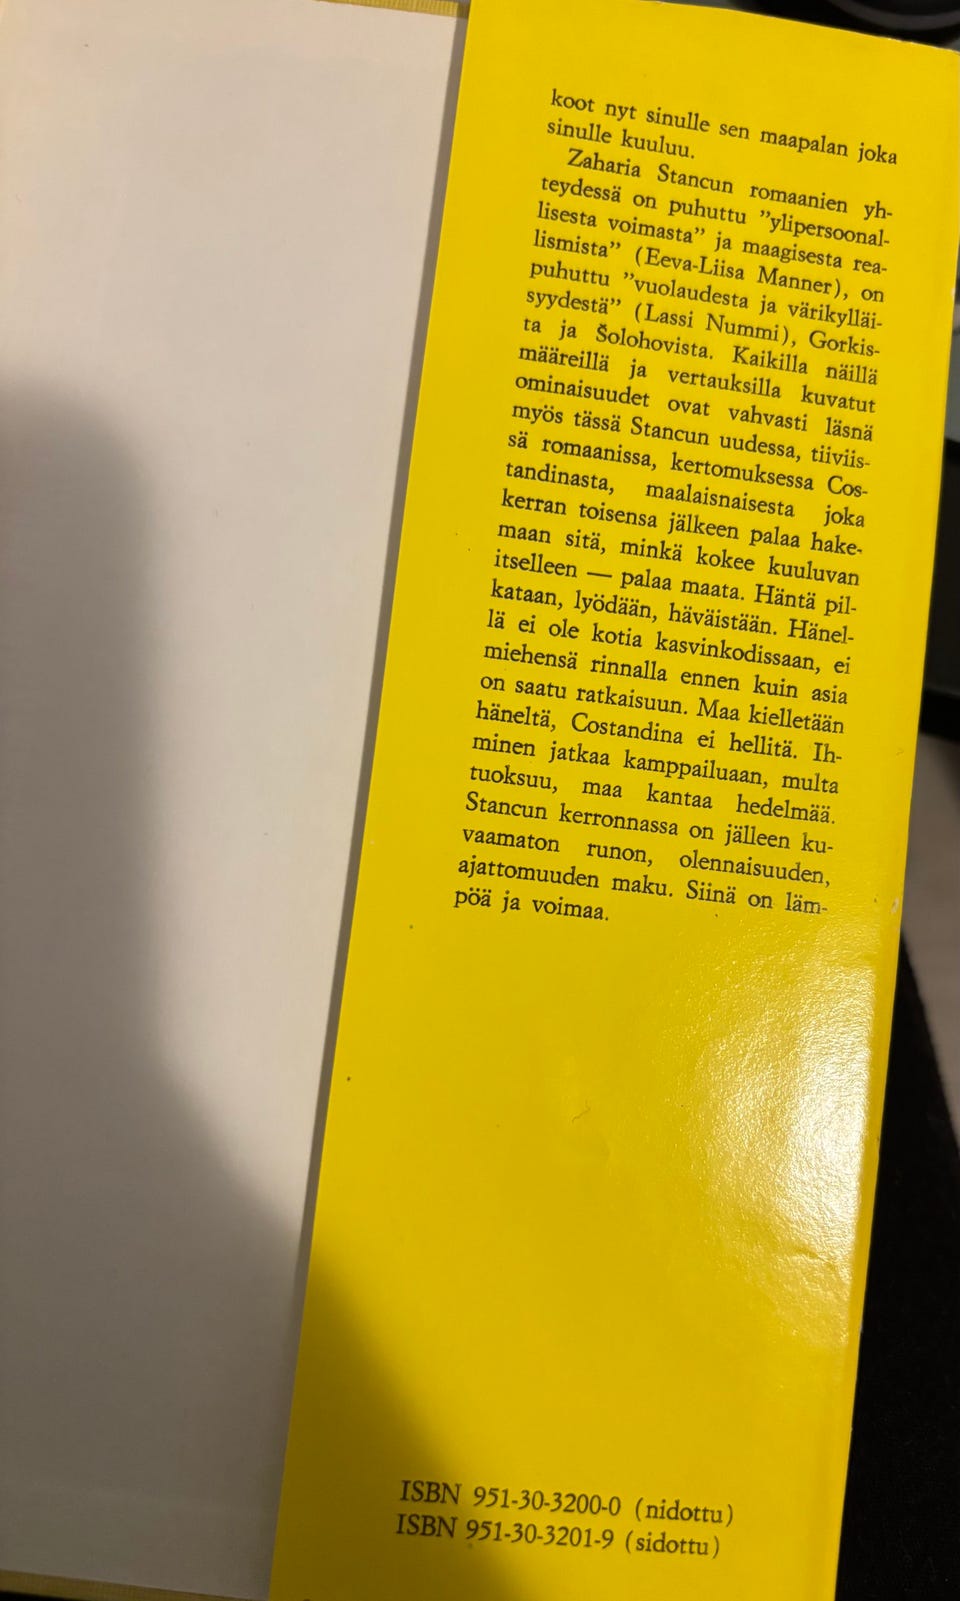 koot nyt sinulle sen maapalan joka
sinulle kuuluu.
Zaharia Stancun romaanien yh-
teydessä on puhuttu ”ylipersoonal-
lisesta voimasta” ja maagisesta rea-
lismista” (Eeva-Liisa Manner), on
puhuttu ”vuolaudesta ja värikylläi-
syydestä” (Lassi Nummi), Gorkis-
ta ja Šolohovista. Kaikilla näillä
määreillä ja vertauksilla kuvatut
ominaisuudet ovat vahvasti läsnä
myös tässä Stancun uudessa, tiiviis-
sä romaanissa, kertomuksessa Cos-
tandinasta, maalaisnaisesta joka
kerran toisensa jälkeen palaa hake-
maan sitä, minkä kokee kuuluvan
itselleen — palaa maata. Häntä pil-
kataan, lyödään, häväistään. Hänel-
lä ei ole kotia kasvinkodissaan, ei
miehensä rinnalla ennen kuin asia
on saatu ratkaisuun. Maa kielletään
häneltä, Costandina ei hellitä. Ih-
minen jatkaa kamppailuaan, multa
tuoksuu, maa kantaa hedelmää.
Stancun kerronnassa on jälleen ku-
vaamaton runon, olennaisuuden,
ajattomuuden maku. Siinä on läm-
pöä ja voimaa.
ISBN 951-30-3200-0 (nidottu)
ISBN 951-30-3201-9 (sidottu)